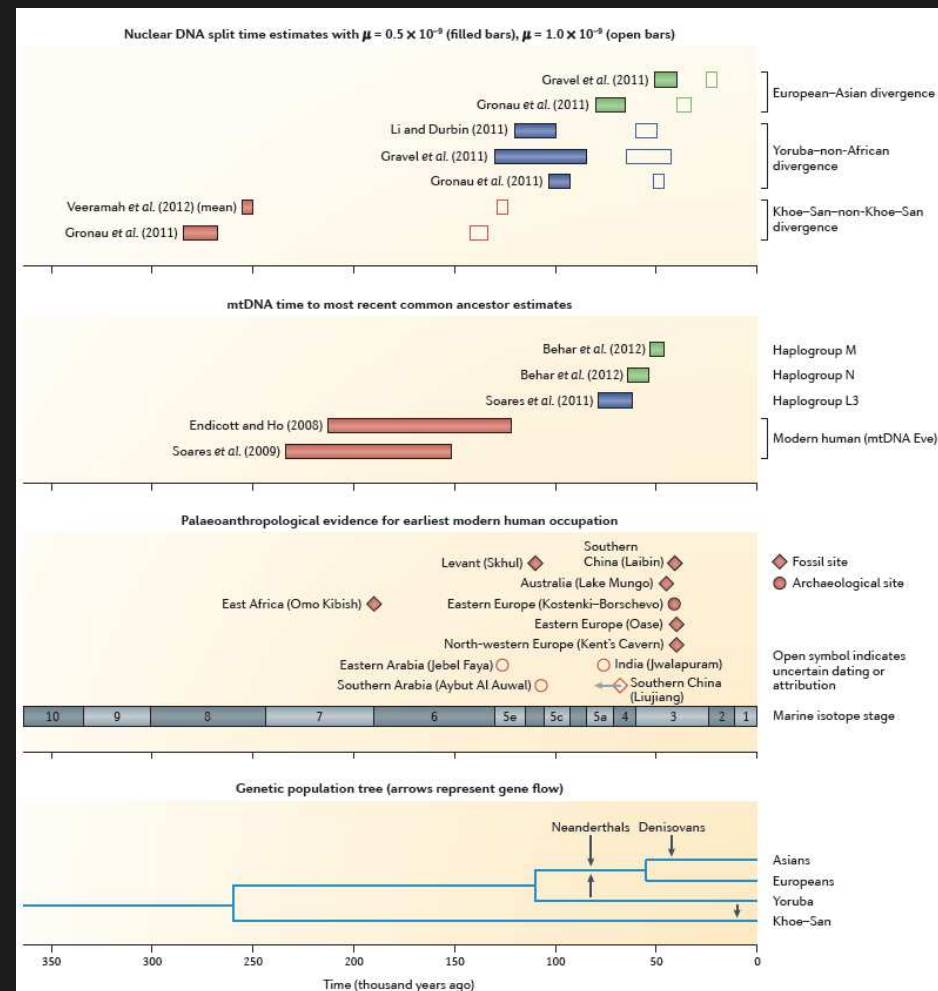 Nuclear DNA split time estimates with μ = 0.5 × 10⁻⁹ (filled bars), μ = 1.0 × 10⁻⁹ (open bars)
Gravel et al. (2011)
Gronau et al. (2011)
European–Asian divergence
Li and Durbin (2011)
Gravel et al. (2011)
Gronau et al. (2011)
Yoruba–non-African
divergence
Veeramah et al. (2012) (mean)
Gronau et al. (2011)
Khoe–San–non-Khoe–San
divergence
mtDNA time to most recent common ancestor estimates
Behar et al. (2012)
Haplogroup M
Behar et al. (2012)
Haplogroup N
Soares et al. (2011)
Haplogroup L3
Endicott and Ho (2008)
Soares et al. (2009)
Modern human (mtDNA Eve)
Palaeoanthropological evidence for earliest modern human occupation
Levant (Skhul)
Southern
China (Laibin)
Fossil site
Australia (Lake Mungo)
Archaeological site
East Africa (Omo Kibish)
Eastern Europe (Kostenki–Borschevo)
Eastern Europe (Oase)
North-western Europe (Kent's Cavern)
Eastern Arabia (Jebel Faya)
India (Jwalapuram)
Southern Arabia (Aybut Al Auwal)
Southern China
(Liujiang)
Open symbol indicates
uncertain dating or
attribution
10 9 8 7 6 5e 5c 5a 4 3 2 1
Marine isotope stage
Genetic population tree (arrows represent gene flow)
Neanderthals Denisovans
Asians
Europeans
Yoruba
Khoe–San
350 300 250 200 150 100 50 0
Time (thousand years ago)